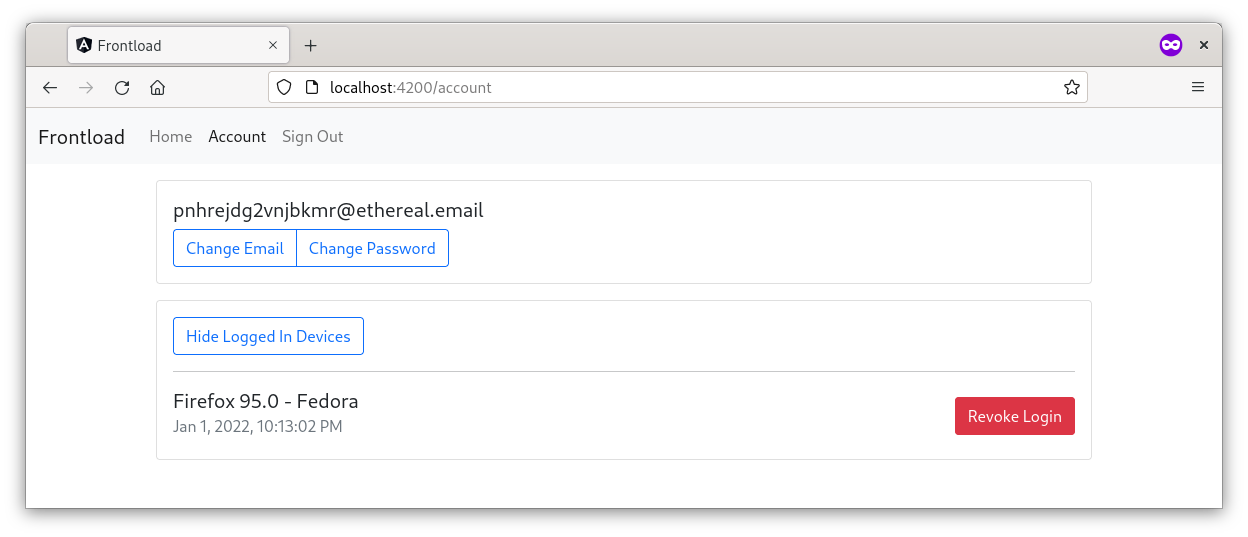 Frontload
localhost:4200/account
Frontload Home Account Sign Out
pnhrejdg2vnjbkmr@ethereal.email
Change Email Change Password
Hide Logged In Devices
Firefox 95.0 - Fedora
Jan 1, 2022, 10:13:02 PM
Revoke Login